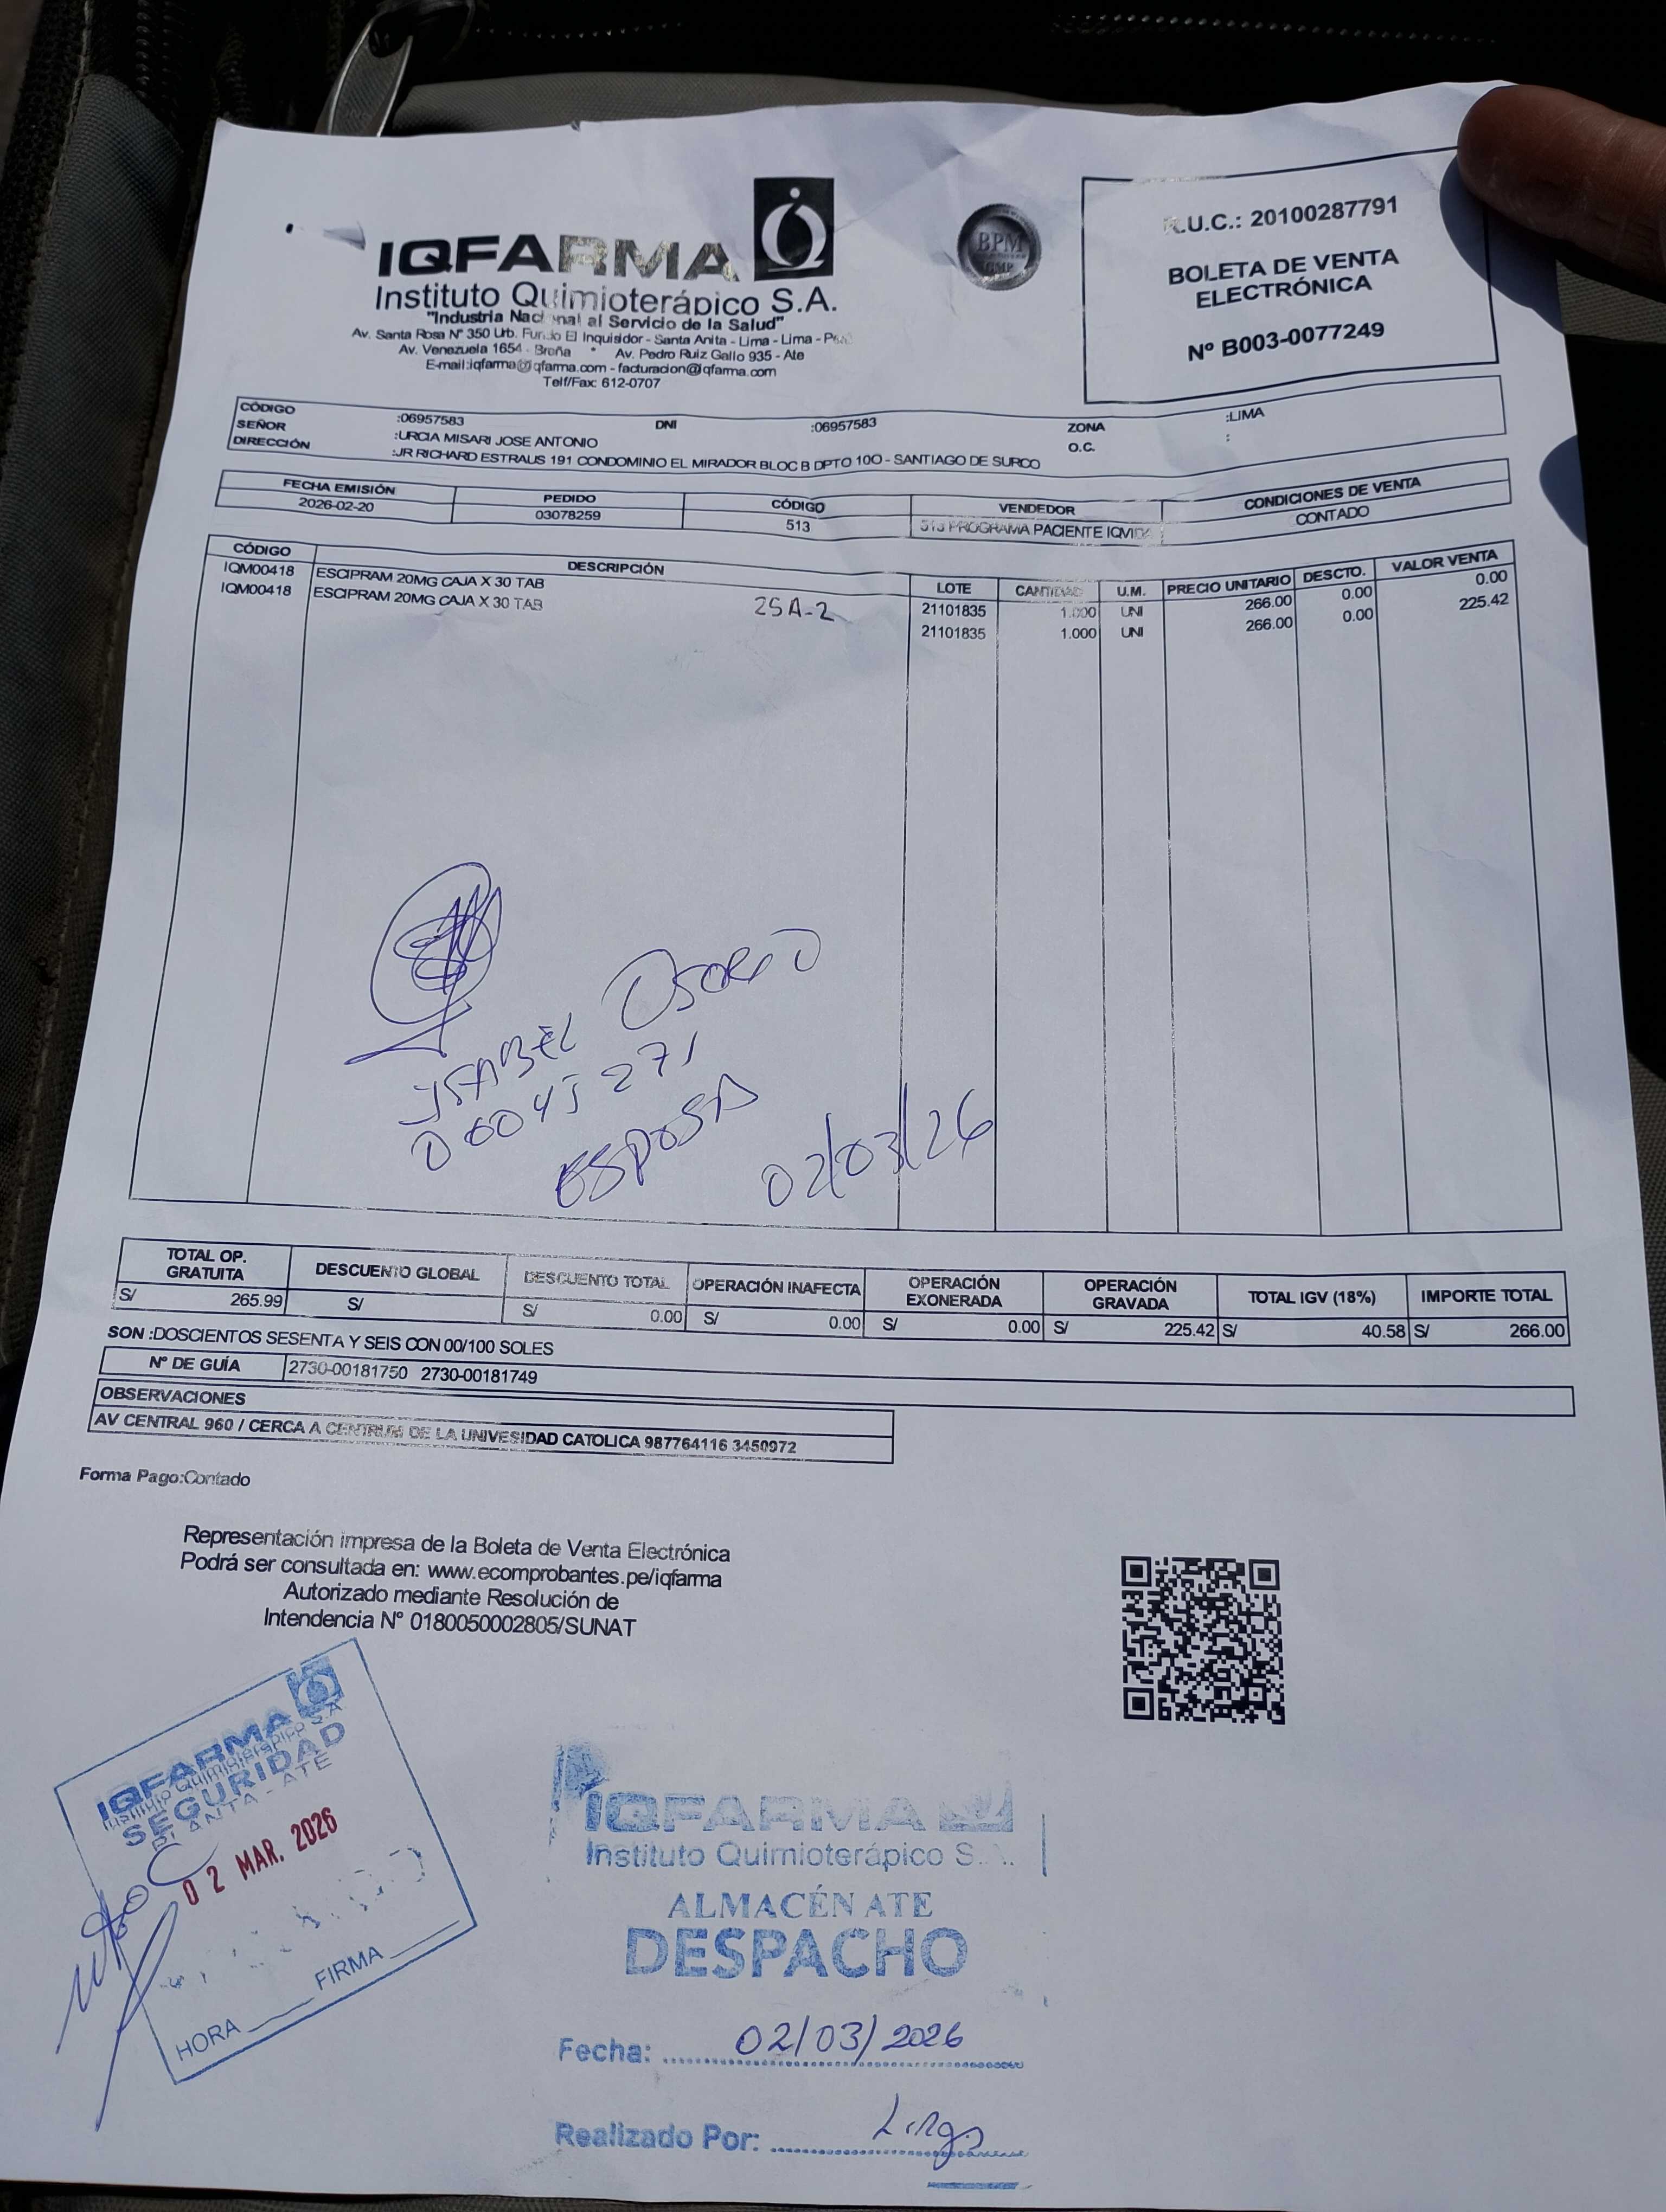 IQFARMA
Instituto Quimioterápico S.A.
"Industria Nacional al Servicio de la Salud"
Av. Santa Rosa N° 350 Urb. Fundo El Inquisidor - Santa Anita - Lima - Lima - Perú
Av. Venezuela 1654 - Breña * Av. Pedro Ruiz Gallo 935 - Ate
E-mail:iqfarma@iqfarma.com - facturacion@iqfarma.com
Telf/Fax: 612-0707
BPM
GMP
R.U.C.: 20100287791
BOLETA DE VENTA
ELECTRÓNICA
N° B003-0077249
CÓDIGO :06957583 DNI :06957583 ZONA :LIMA
SEÑOR :URCIA MISARI JOSE ANTONIO O.C. :
DIRECCIÓN :JR RICHARD ESTRAUS 191 CONDOMINIO EL MIRADOR BLOC B DPTO 10O - SANTIAGO DE SURCO
FECHA EMISIÓN PEDIDO CÓDIGO VENDEDOR CONDICIONES DE VENTA
2026-02-20 03078259 513 513 PROGRAMA PACIENTE IQVIDA CONTADO
CÓDIGO DESCRIPCIÓN LOTE CANTIDAD U.M. PRECIO UNITARIO DESCTO. VALOR VENTA
IQM00418 ESCIPRAM 20MG CAJA X 30 TAB 21101835 1.000 UNI 266.00 0.00 0.00
IQM00418 ESCIPRAM 20MG CAJA X 30 TAB 21101835 1.000 UNI 266.00 0.00 225.42
25A-2
ISABEL OSORIO
00045271
ESPOSA
02/03/26
TOTAL OP. GRATUITA DESCUENTO GLOBAL DESCUENTO TOTAL OPERACIÓN INAFECTA OPERACIÓN EXONERADA OPERACIÓN GRAVADA TOTAL IGV (18%) IMPORTE TOTAL
S/ 265.99 S/ S/ 0.00 S/ 0.00 S/ 0.00 S/ 225.42 S/ 40.58 S/ 266.00
SON :DOSCIENTOS SESENTA Y SEIS CON 00/100 SOLES
N° DE GUÍA 2730-00181750 2730-00181749
OBSERVACIONES
AV CENTRAL 960 / CERCA A CENTRUM DE LA UNIVESIDAD CATOLICA 987764116 3450972
Forma Pago:Contado
Representación impresa de la Boleta de Venta Electrónica
Podrá ser consultada en: www.ecomprobantes.pe/iqfarma
Autorizado mediante Resolución de
Intendencia N° 0180050002805/SUNAT
IQFARMA
Instituto Quimioterápico S.A
SEGURIDAD
PLANTA - ATE
02 MAR. 2026
HORA FIRMA
IQFARMA
Instituto Quimioterápico S.A.
ALMACÉN ATE
DESPACHO
Fecha: 02/03/2026
Realizado Por: